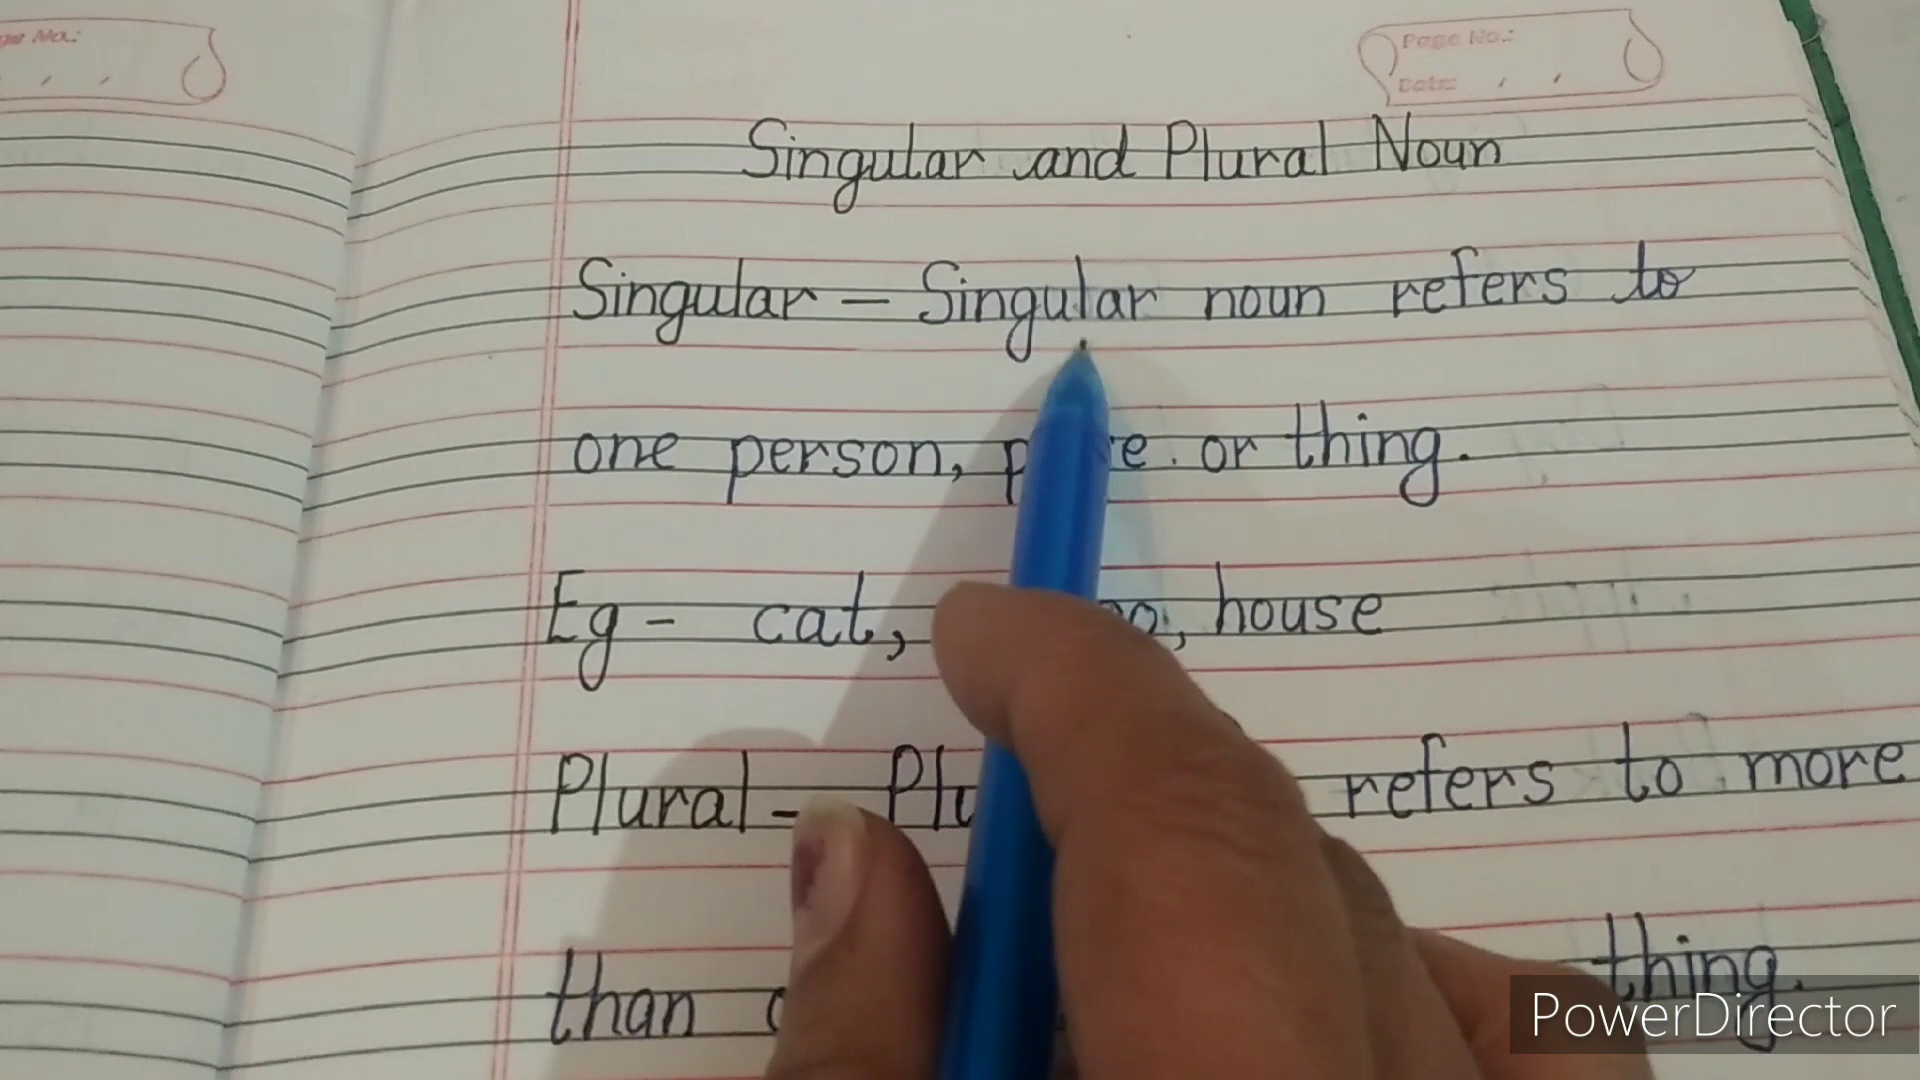 ge No.:
Page No.:
Date:
Singular and Plural Noun
Singular – Singular noun refers to
one person, or thing.
Eg - cat, house
Plural - refers to more
than thing.
PowerDirector